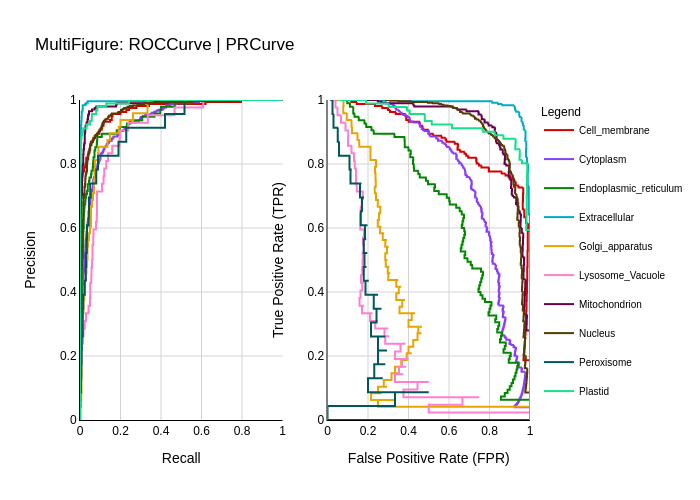 MultiFigure: ROCCurve | PRCurve
Precision
1
0.8
0.6
0.4
0.2
0
0 0.2 0.4 0.6 0.8 1
Recall
True Positive Rate (TPR)
1
0.8
0.6
0.4
0.2
0
0 0.2 0.4 0.6 0.8 1
False Positive Rate (FPR)
Legend
Cell_membrane
Cytoplasm
Endoplasmic_reticulum
Extracellular
Golgi_apparatus
Lysosome_Vacuole
Mitochondrion
Nucleus
Peroxisome
Plastid